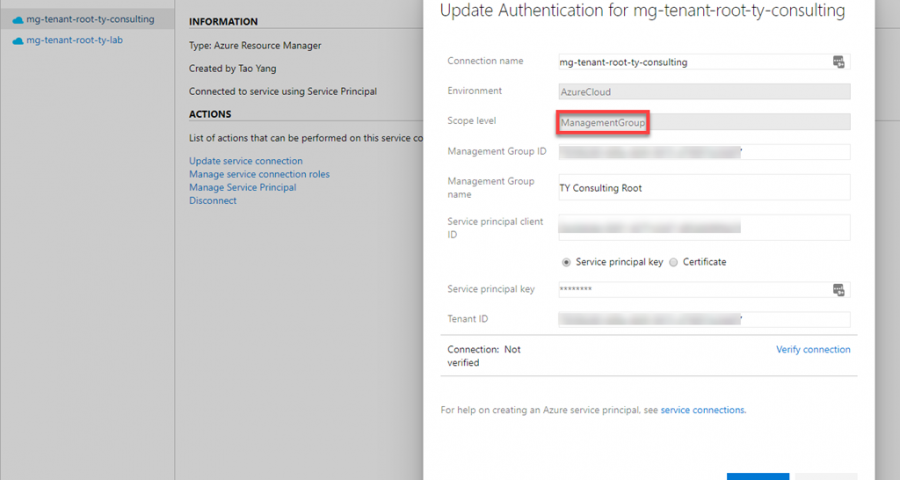 mg-tenant-root-ty-consulting
mg-tenant-root-ty-lab
INFORMATION
Type: Azure Resource Manager
Created by Tao Yang
Connected to service using Service Principal
ACTIONS
List of actions that can be performed on this service co
Update service connection
Manage service connection roles
Manage Service Principal
Disconnect
Update Authentication for mg-tenant-root-ty-consulting
Connection name mg-tenant-root-ty-consulting
Environment AzureCloud
Scope level ManagementGroup
Management Group ID
Management Group
name
TY Consulting Root
Service principal client
ID
Service principal key Certificate
Service principal key ********
Tenant ID
Connection: Not
verified
Verify connection
For help on creating an Azure service principal, see service connections.